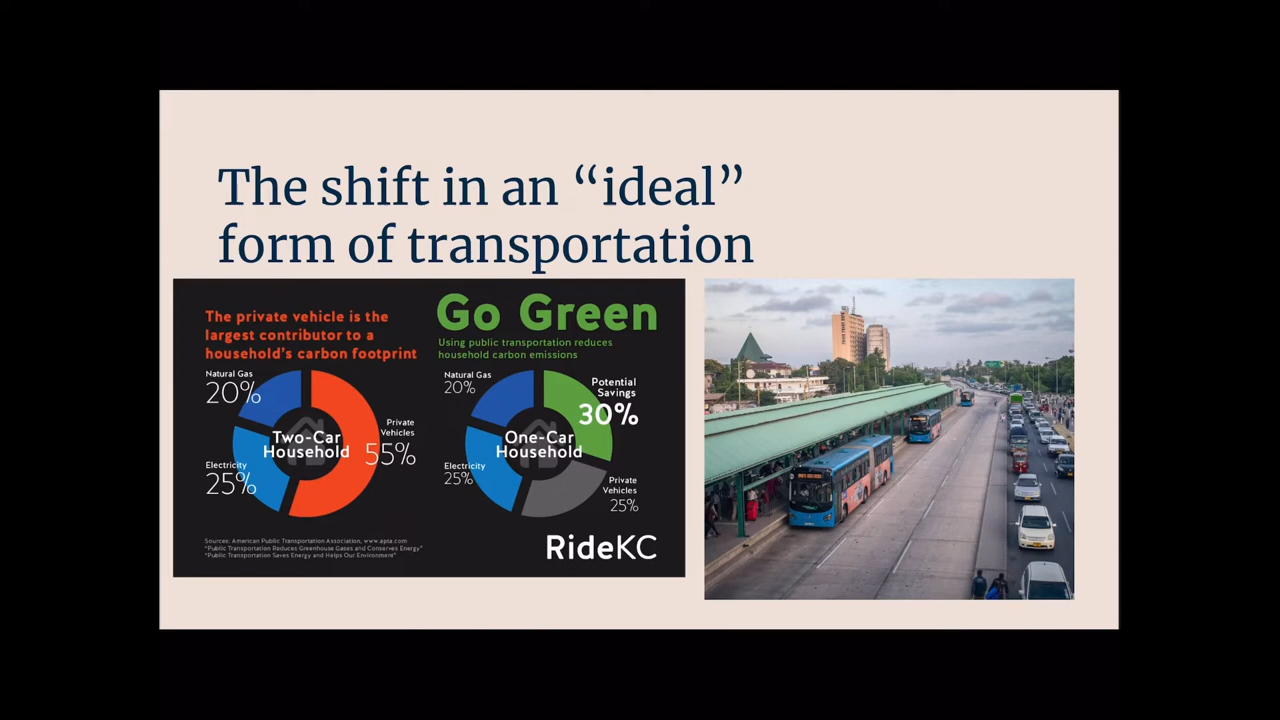 The shift in an “ideal”
form of transportation
The private vehicle is the
largest contributor to a
household's carbon footprint
Natural Gas
20%
Two-Car
Household
Private
Vehicles
55%
Electricity
25%
Sources: American Public Transportation Association, www.apta.com
"Public Transportation Reduces Greenhouse Gases and Conserves Energy"
"Public Transportation Saves Energy and Helps Our Environment"
Go Green
Using public transportation reduces
household carbon emissions
Natural Gas
20%
Potential
Savings
30%
One-Car
Household
Electricity
25%
Private
Vehicles
25%
RideKC